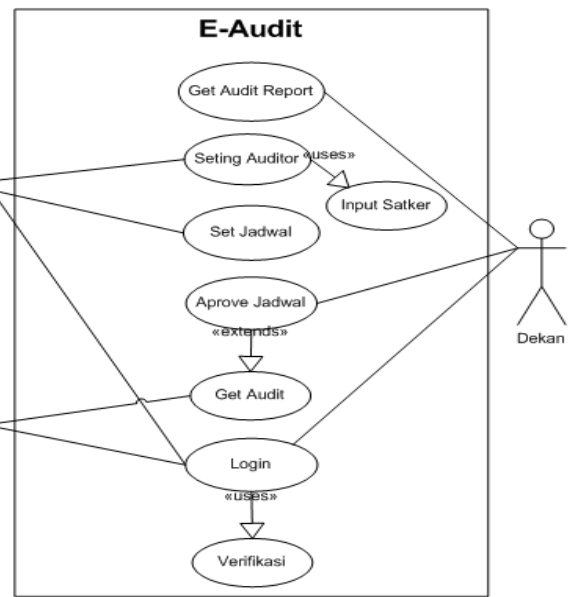 E-Audit
Get Audit Report
Seting Auditor
«uses»
Input Satker
Set Jadwal
Aprove Jadwal
«extends»
Dekan
Get Audit
Login
«uses»
Verifikasi